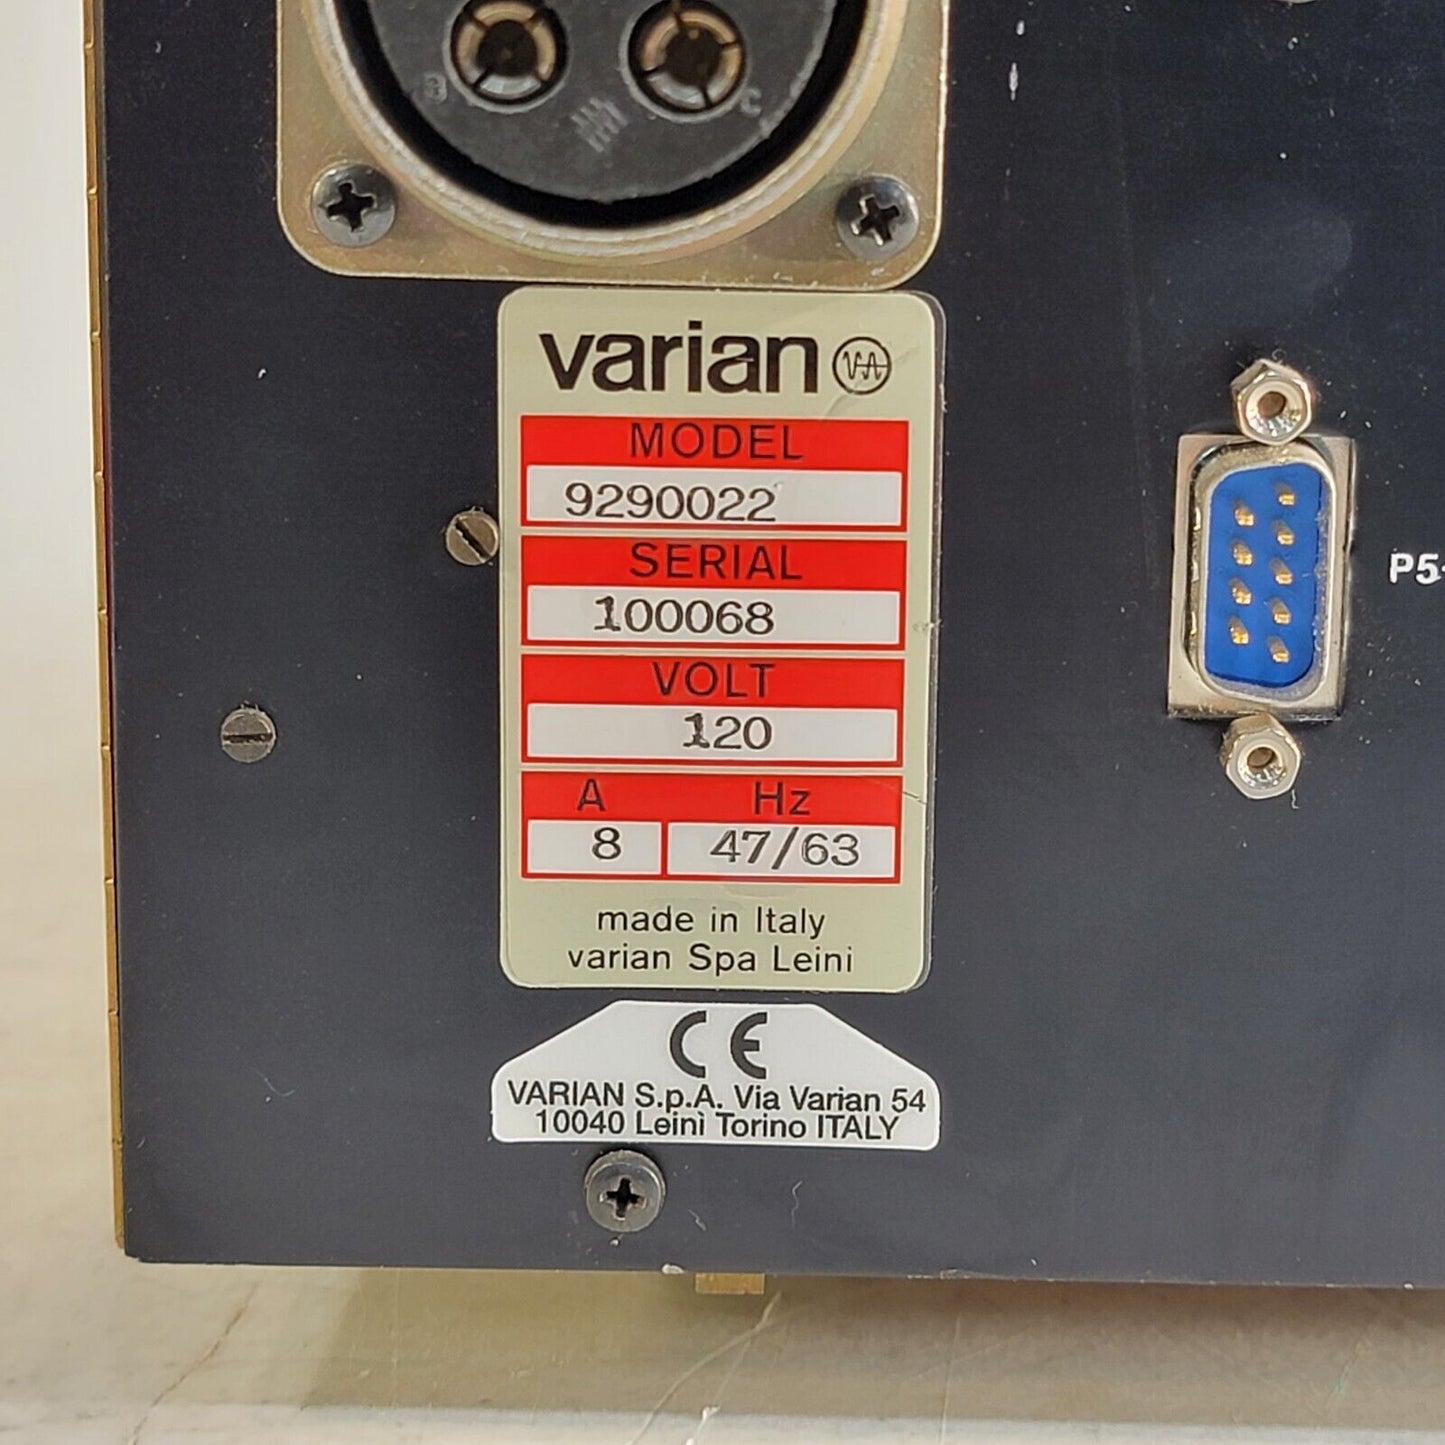 B C
varian
MODEL
9290022
SERIAL
100068
VOLT
120
A Hz
8 47/63
made in Italy
varian Spa Leini
P5-
CE
VARIAN S.p.A. Via Varian 54
10040 Leinì Torino ITALY